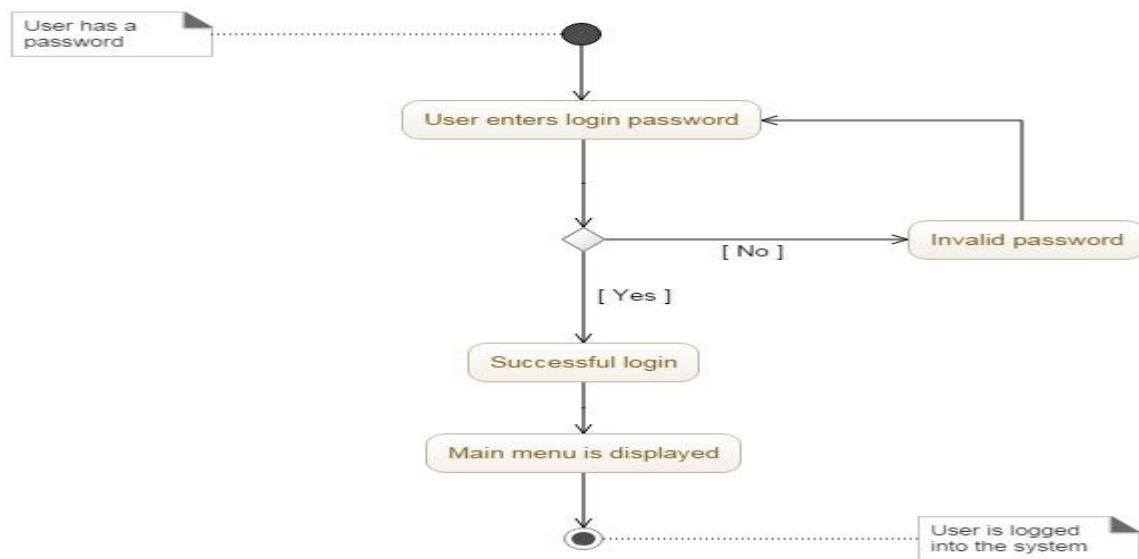 User has a
password
User enters login password
[ No ]
Invalid password
[ Yes ]
Successful login
Main menu is displayed
User is logged
into the system